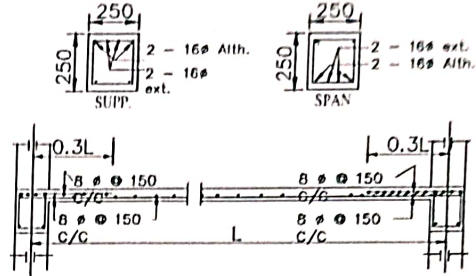 250
250
250
250
2 - 16ø Alth.
2 - 16ø
ext.
SUPP.
2 - 16ø ext.
2 - 16ø Alth.
SPAN
0.3L
0.3L
8 ø @ 150
C/C
8 ø @ 150
C/C
8 ø @ 150
C/C
8 ø @ 150
C/C
L